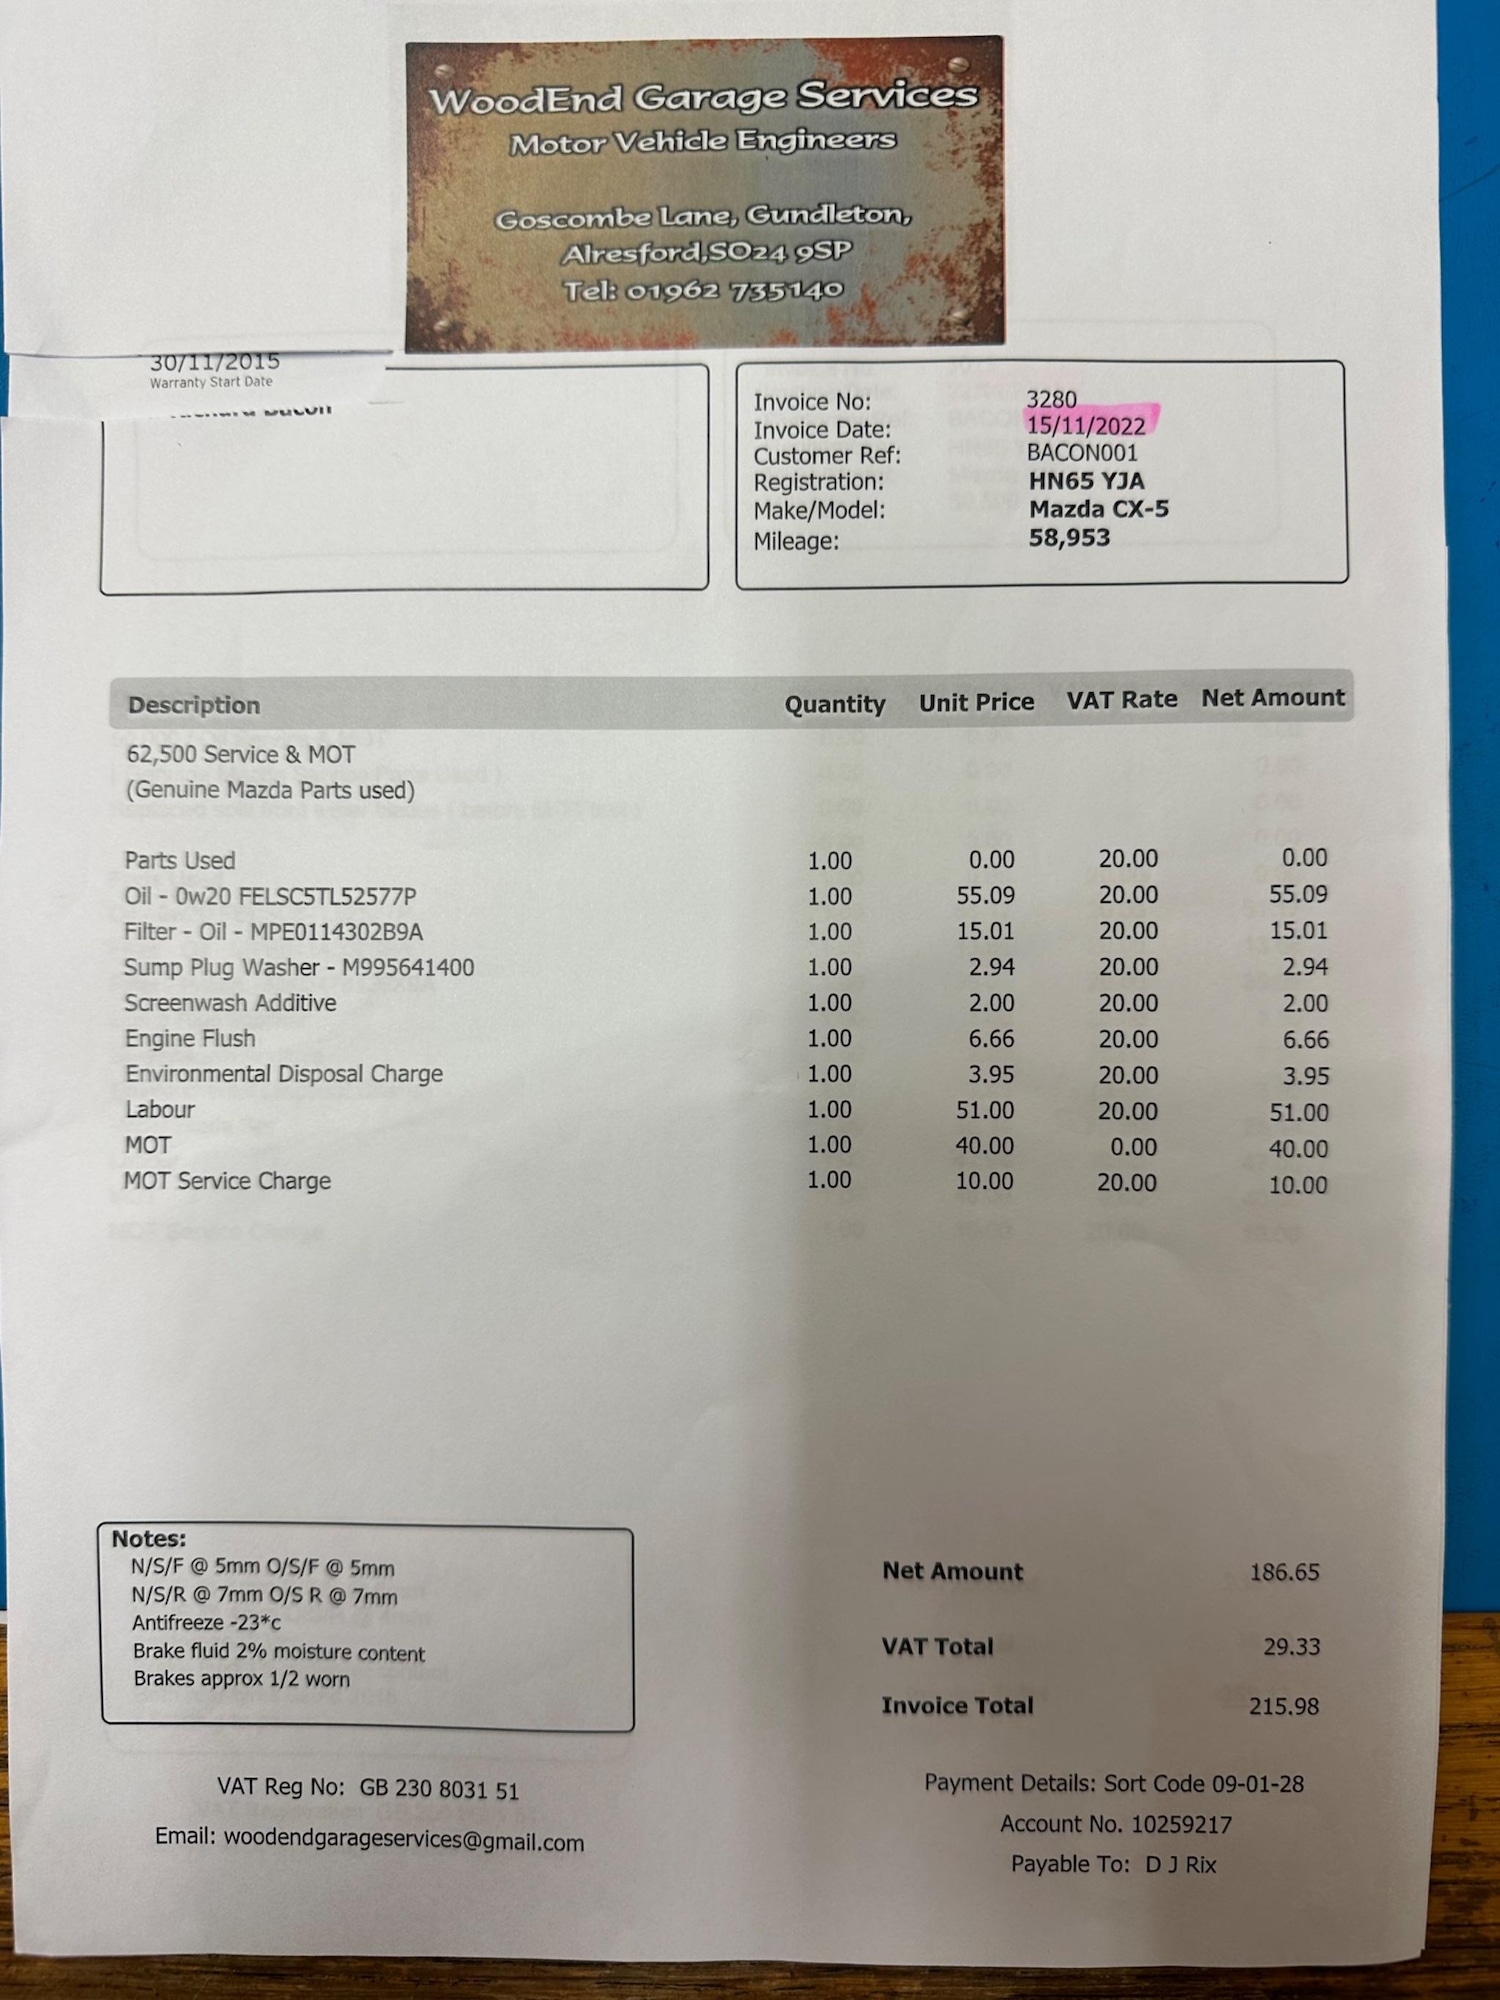 WoodEnd Garage Services
Motor Vehicle Engineers
Goscombe Lane, Gundleton,
Alresford,SO24 9SP
Tel: 01962 735140
30/11/2015
Warranty Start Date
Bacon
Invoice No: 3280
Invoice Date: 15/11/2022
Customer Ref: BACON001
Registration: HN65 YJA
Make/Model: Mazda CX-5
Mileage: 58,953
Description Quantity Unit Price VAT Rate Net Amount
62,500 Service & MOT
(Genuine Mazda Parts used)
Parts Used 1.00 0.00 20.00 0.00
Oil - 0w20 FELSC5TL52577P 1.00 55.09 20.00 55.09
Filter - Oil - MPE0114302B9A 1.00 15.01 20.00 15.01
Sump Plug Washer - M995641400 1.00 2.94 20.00 2.94
Screenwash Additive 1.00 2.00 20.00 2.00
Engine Flush 1.00 6.66 20.00 6.66
Environmental Disposal Charge 1.00 3.95 20.00 3.95
Labour 1.00 51.00 20.00 51.00
MOT 1.00 40.00 0.00 40.00
MOT Service Charge 1.00 10.00 20.00 10.00
Notes:
N/S/F @ 5mm O/S/F @ 5mm
N/S/R @ 7mm O/S R @ 7mm
Antifreeze -23*c
Brake fluid 2% moisture content
Brakes approx 1/2 worn
Net Amount 186.65
VAT Total 29.33
Invoice Total 215.98
VAT Reg No: GB 230 8031 51
Email: woodendgarageservices@gmail.com
Payment Details: Sort Code 09-01-28
Account No. 10259217
Payable To: D J Rix